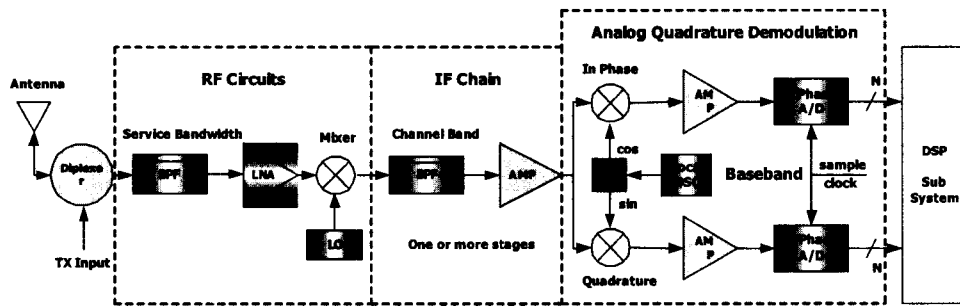 Analog Quadrature Demodulation
RF Circuits
IF Chain
In Phase
N
Antenna
Service Bandwidth
Mixer
Channel Band
AM
P
A/D
Diplexe
r
BPF
LNA
BPF
AMP
cos
sin
Baseband
sample
clock
DSP
Sub
System
LO
One or more stages
TX Input
Quadrature
AM
P
A/D
N